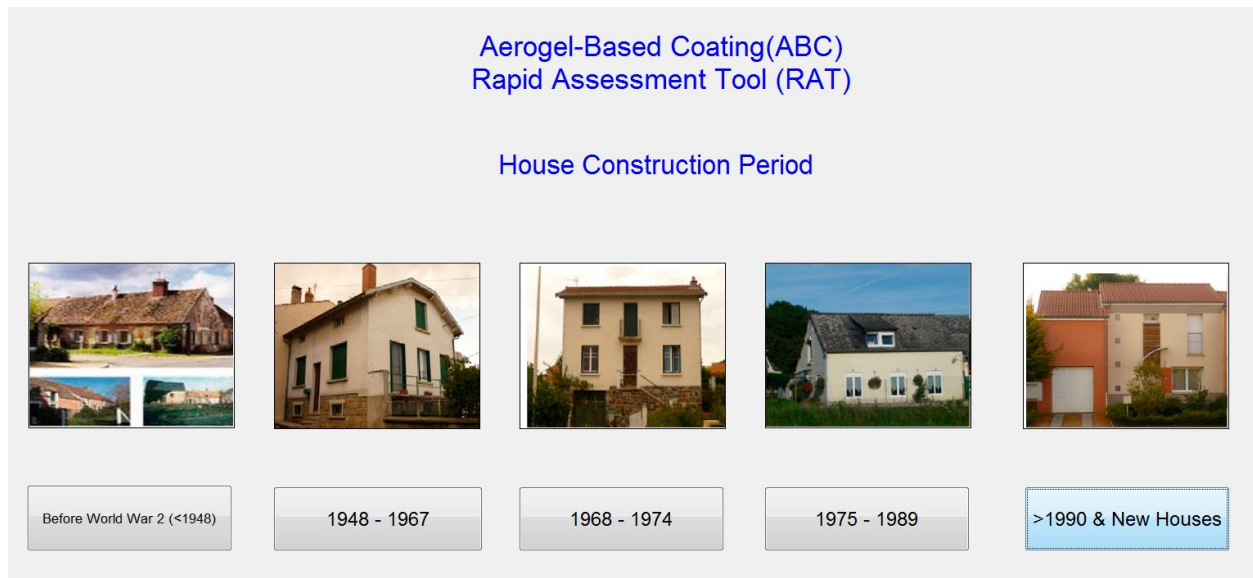 Aerogel-Based Coating(ABC)
Rapid Assessment Tool (RAT)
House Construction Period
Before World War 2 (<1948)
1948 - 1967
1968 - 1974
1975 - 1989
>1990 & New Houses